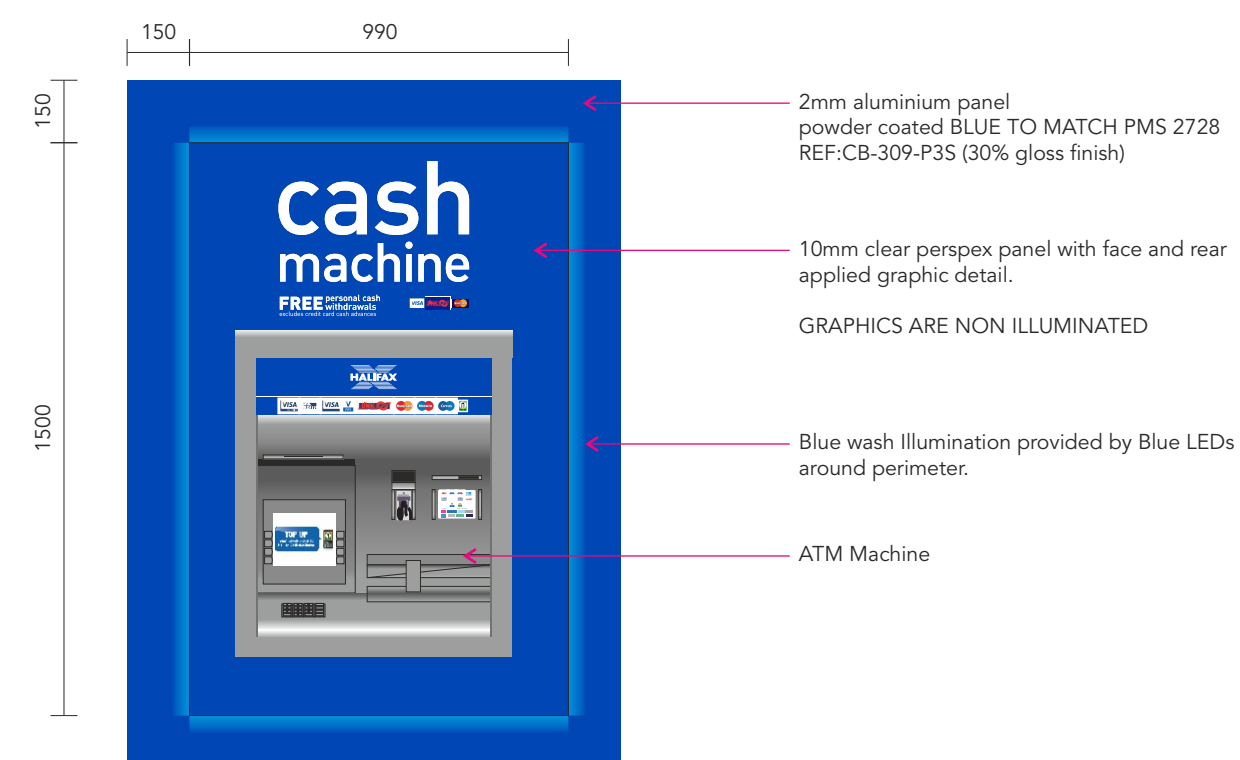 150 990
150
2mm aluminium panel
powder coated BLUE TO MATCH PMS 2728
REF:CB-309-P3S (30% gloss finish)
cash
machine
FREE personal cash
withdrawals
excludes credit card cash advances
VISA
10mm clear perspex panel with face and rear
applied graphic detail.
GRAPHICS ARE NON ILLUMINATED
1500
HALIFAX
VISA VISA V
Blue wash Illumination provided by Blue LEDs
around perimeter.
TOP UP
ATM Machine